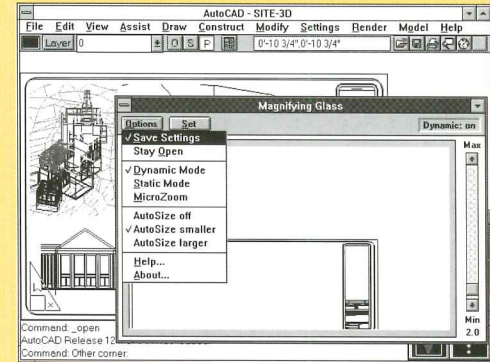 AutoCAD - SITE-3D
File Edit View Assist Draw Construct Modify Settings Render Model Help
Layer 0 O S P 0'-10 3/4",0'-10 3/4"
Magnifying Glass
Options Set Dynamic: on
Max
✓Save Settings
Stay Open
✓Dynamic Mode
Static Mode
MicroZoom
AutoSize off
✓AutoSize smaller
AutoSize larger
Help...
About...
Min
2.0
Command: _open
AutoCAD Release 12
Command: Other corner: